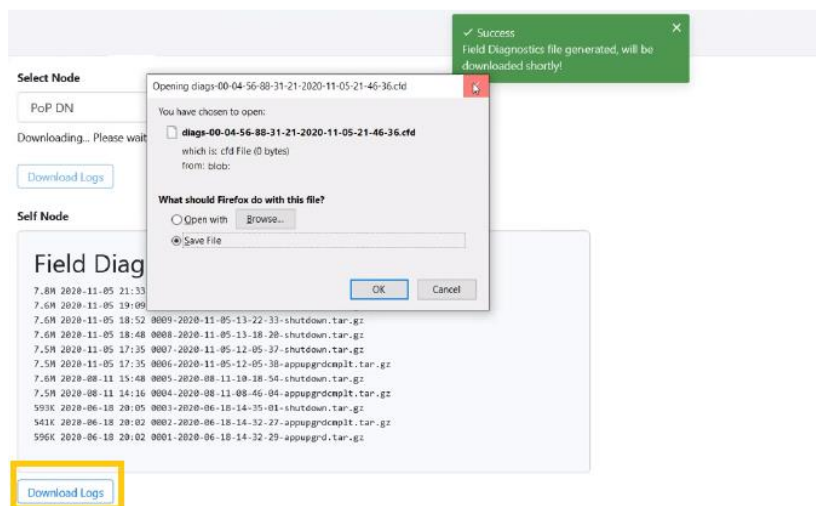 ✓ Success
Field Diagnostics file generated, will be
downloaded shortly!
Select Node
PoP DN
Downloading... Please wait
Download Logs
Opening diags-00-04-56-88-31-21-2020-11-05-21-46-36.cfd
You have chosen to open:
diags-00-04-56-88-31-21-2020-11-05-21-46-36.cfd
which is: cfd File (0 bytes)
from: blob:
What should Firefox do with this file?
Open with Browse...
Save File
OK Cancel
Self Node
Field Diag
7.8M 2020-11-05 21:33
7.6M 2020-11-05 19:09
7.6M 2020-11-05 18:52 0009-2020-11-05-13-22-33-shutdown.tar.gz
7.6M 2020-11-05 18:48 0008-2020-11-05-13-18-20-shutdown.tar.gz
7.5M 2020-11-05 17:35 0007-2020-11-05-12-05-37-shutdown.tar.gz
7.5M 2020-11-05 17:35 0006-2020-11-05-12-05-38-appupgrdcmplt.tar.gz
7.6M 2020-08-11 15:48 0005-2020-08-11-10-18-54-shutdown.tar.gz
7.5M 2020-08-11 14:16 0004-2020-08-11-08-46-04-appupgrdcmplt.tar.gz
593K 2020-06-18 20:05 0003-2020-06-18-14-35-01-shutdown.tar.gz
541K 2020-06-18 20:02 0002-2020-06-18-14-32-27-appupgrdcmplt.tar.gz
596K 2020-06-18 20:02 0001-2020-06-18-14-32-29-appupgrd.tar.gz
Download Logs